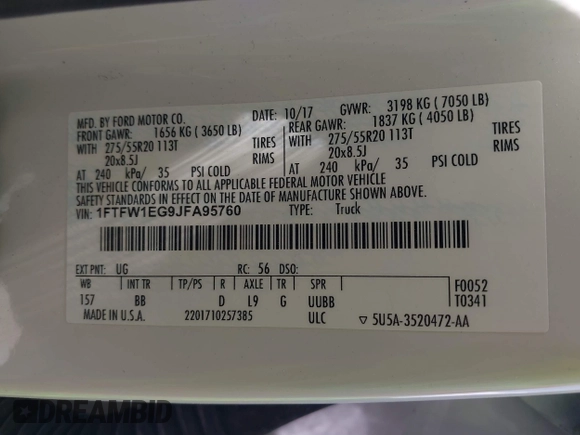 MFD. BY FORD MOTOR CO.
DATE: 10/17 GVWR: 3198 KG ( 7050 LB)
FRONT GAWR: 1656 KG ( 3650 LB)
REAR GAWR: 1837 KG ( 4050 LB)
WITH 275/55R20 113T TIRES
WITH 275/55R20 113T TIRES
20x8.5J RIMS
20x8.5J RIMS
AT 240 kPa/ 35 PSI COLD
AT 240 kPa/ 35 PSI COLD
THIS VEHICLE CONFORMS TO ALL APPLICABLE FEDERAL MOTOR VEHICLE
SAFETY STANDARDS IN EFFECT ON THE DATE OF MANUFACTURE SHOWN ABOVE.
VIN: 1FTFW1EG9JFA95760 TYPE: Truck
EXT PNT: UG RC: 56 DSO:
WB INT TR TP/PS R AXLE TR SPR
157 BB D L9 G UUBB
F0052
T0341
MADE IN U.S.A. 2201710257385 ULC ▽ 5U5A-3520472-AA
DREAMBID